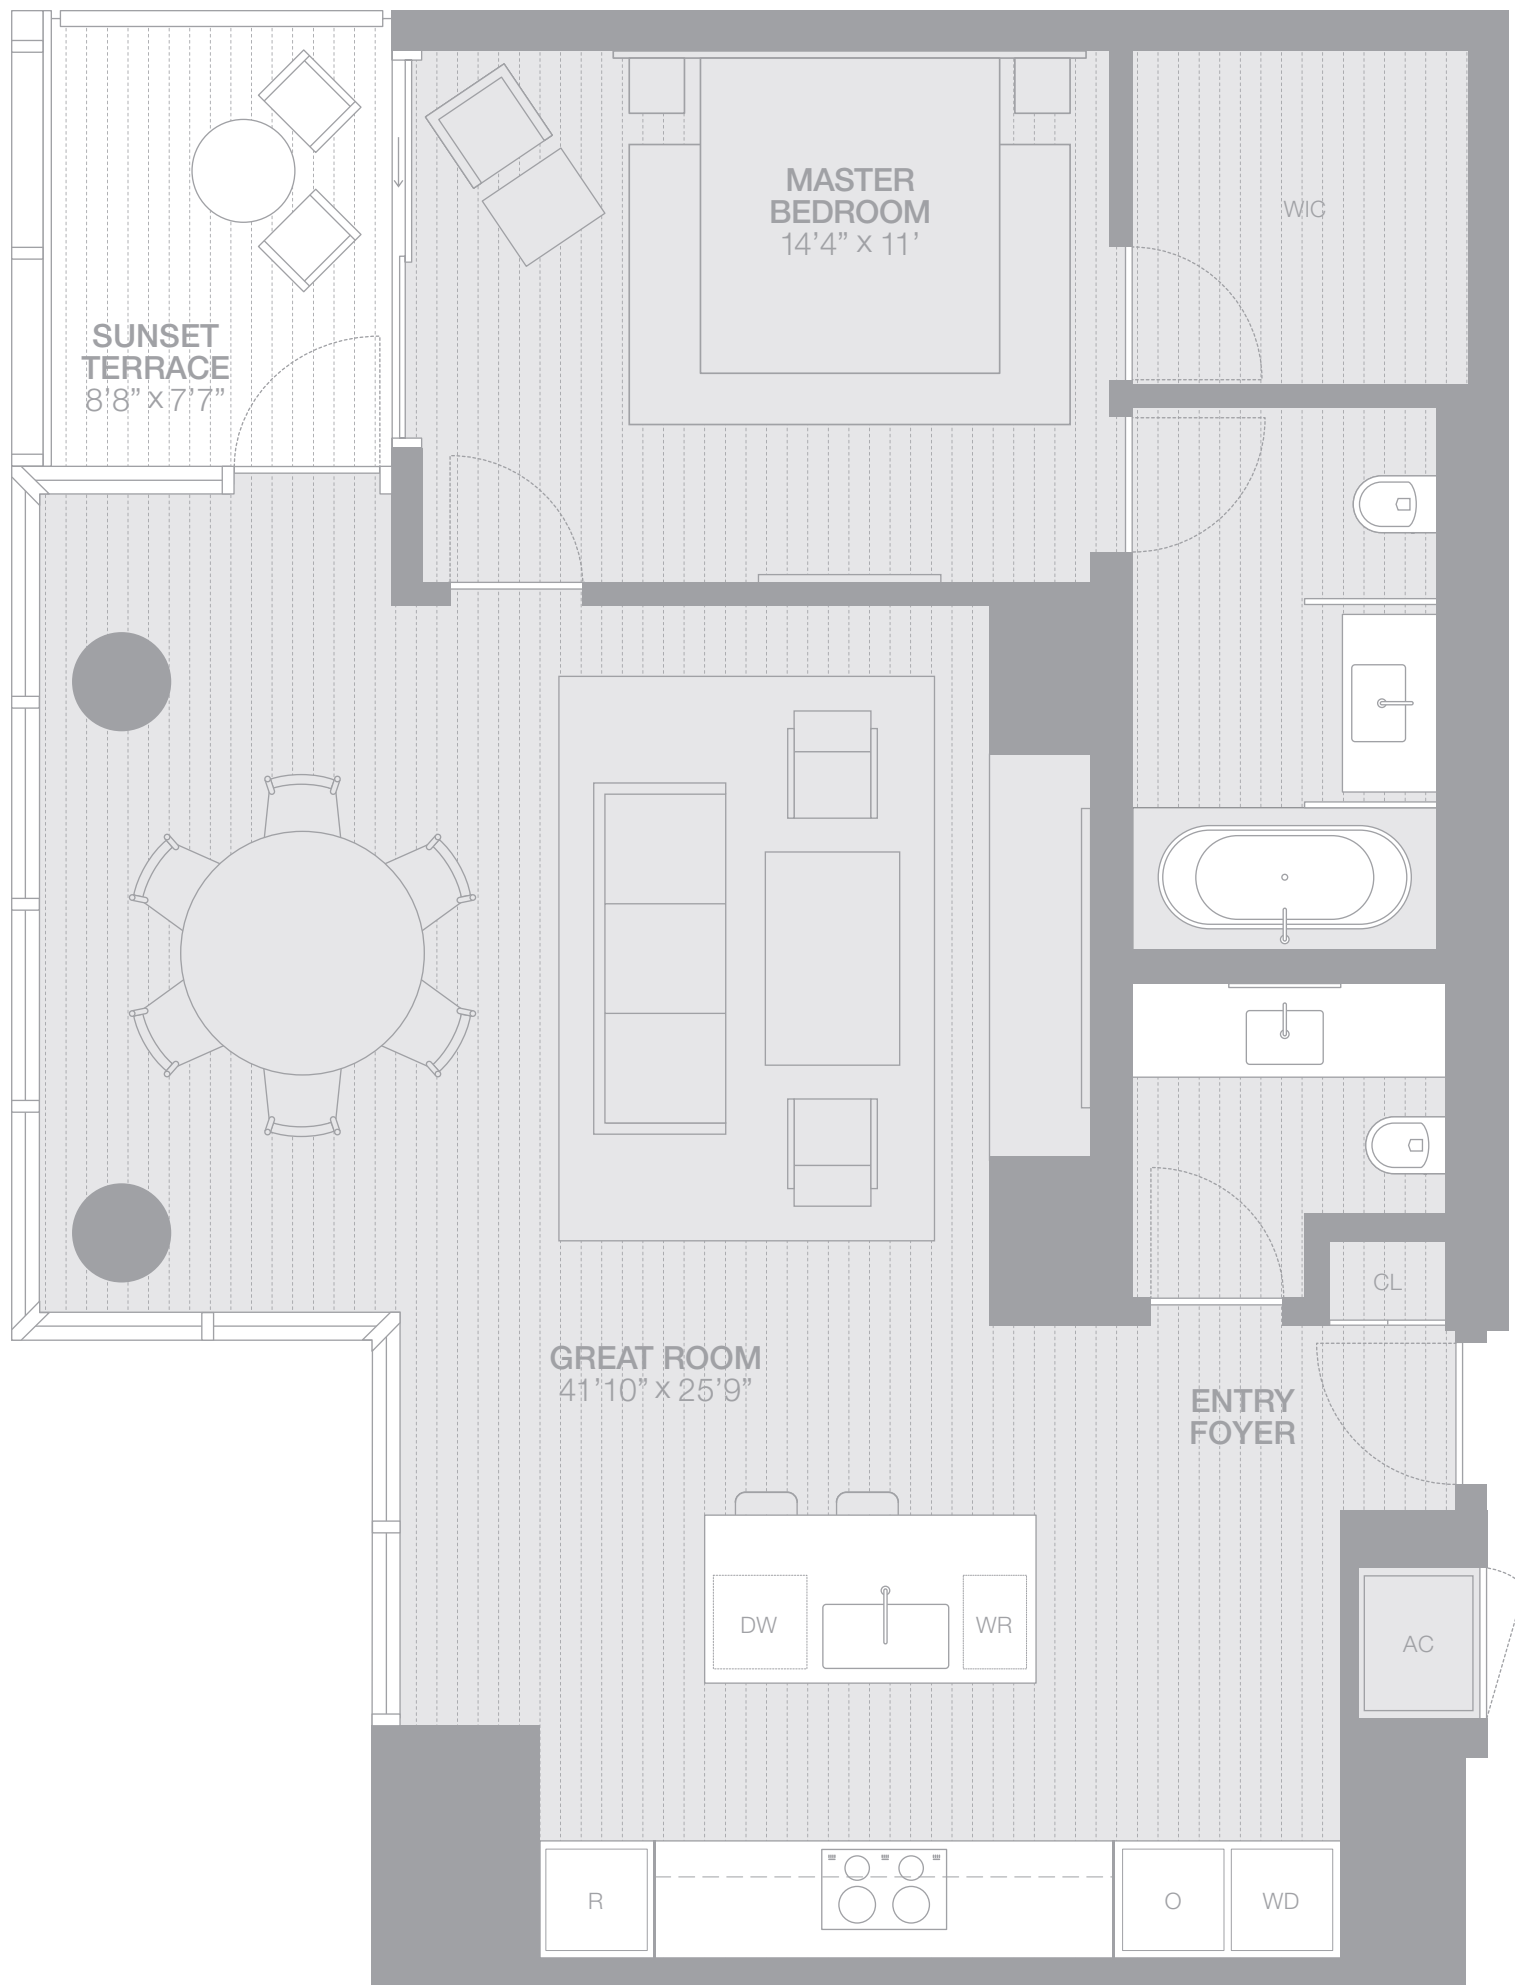 MASTER
BEDROOM
14'4" x 11'
WIC
SUNSET
TERRACE
8'8" x 7'7"
CL
GREAT ROOM
41'10" x 25'9"
ENTRY
FOYER
DW
WR
AC
R
O
WD